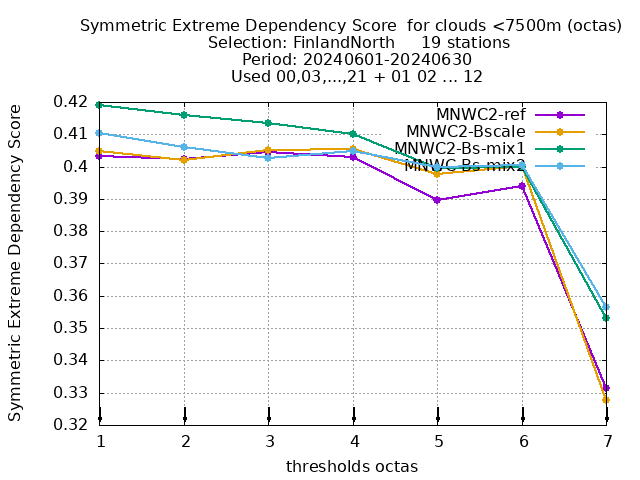 Symmetric Extreme Dependency Score  for clouds <7500m (octas)
Selection: FinlandNorth     19 stations
Period: 20240601-20240630
Used 00,03,...,21 + 01 02 ... 12
Symmetric Extreme Dependency Score
0.42
0.41
0.4
0.39
0.38
0.37
0.36
0.35
0.34
0.33
0.32
MNWC2-ref
MNWC2-Bscale
MNWC2-Bs-mix1
MNWC-Bs-mix2
1 2 3 4 5 6 7
thresholds octas